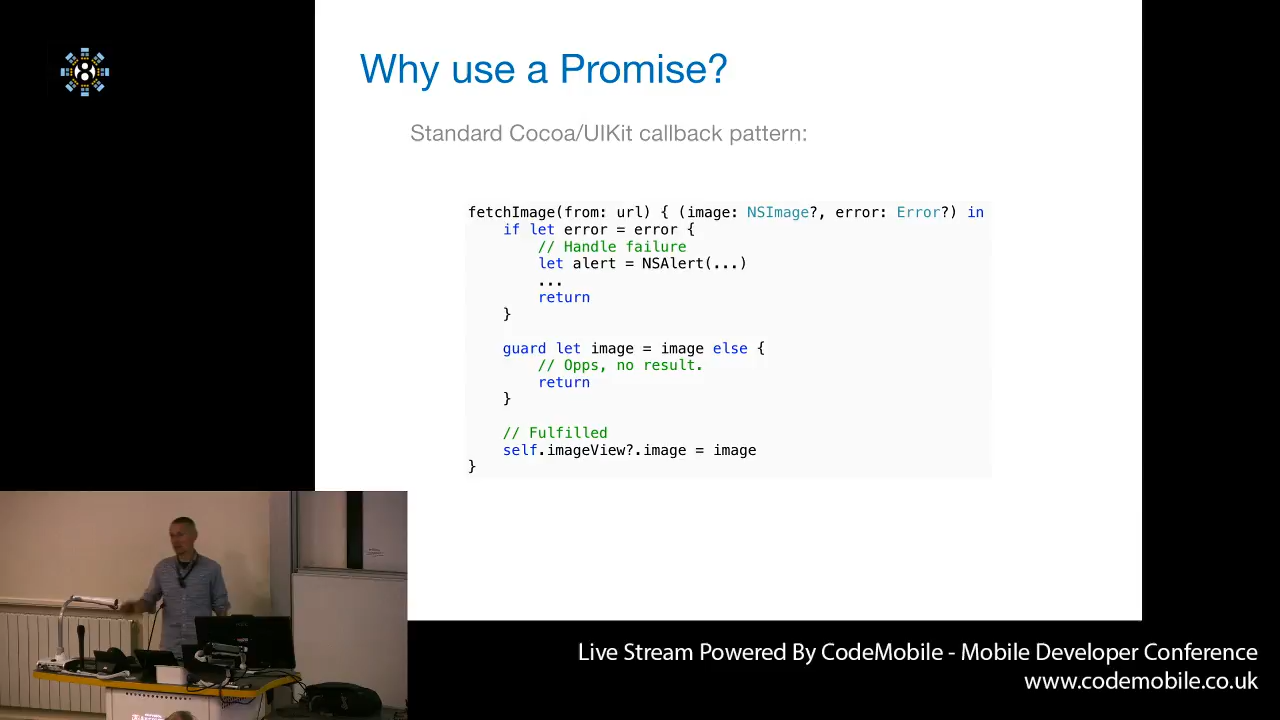 Why use a Promise?
Standard Cocoa/UIKit callback pattern:
fetchImage(from: url) { (image: NSImage?, error: Error?) in
if let error = error {
// Handle failure
let alert = NSAlert(...)
...
return
}
guard let image = image else {
// Opps, no result.
return
}
// Fulfilled
self.imageView?.image = image
}
Live Stream Powered By CodeMobile - Mobile Developer Conference
www.codemobile.co.uk